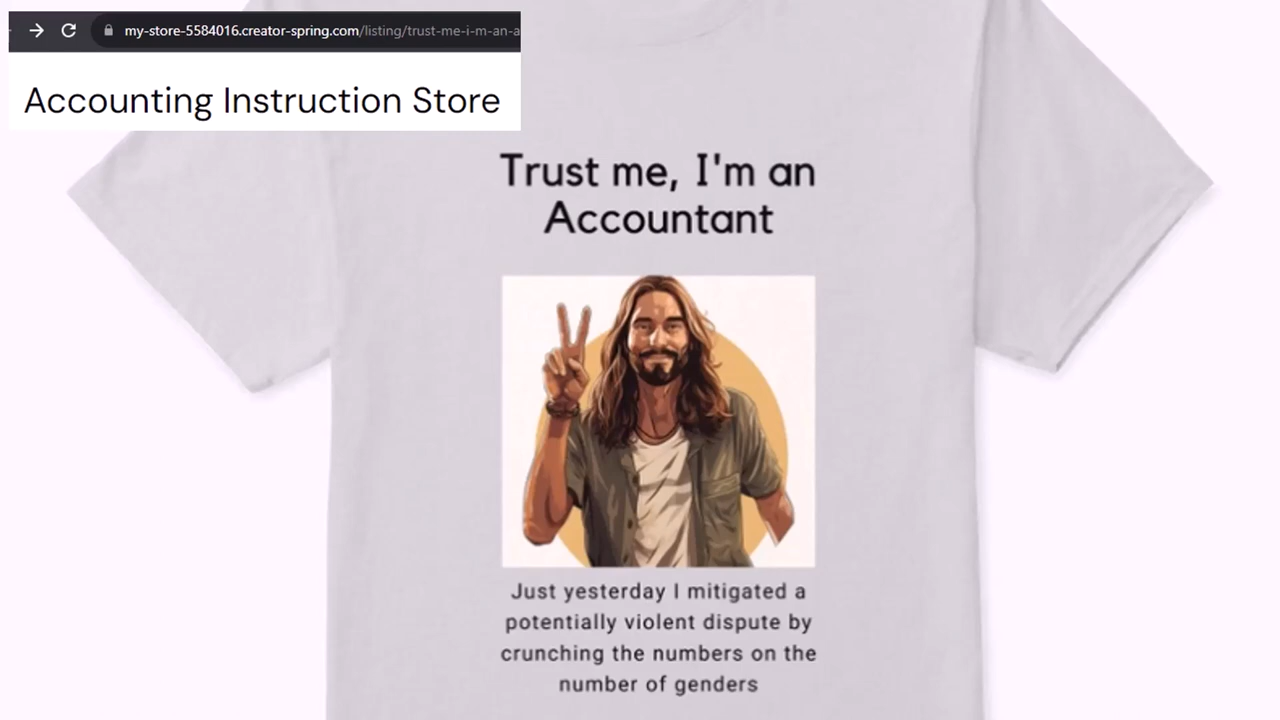 my-store-5584016.creator-spring.com/listing/trust-me-i-m-an-a
Accounting Instruction Store
Trust me, I'm an
Accountant
Just yesterday I mitigated a
potentially violent dispute by
crunching the numbers on the
number of genders